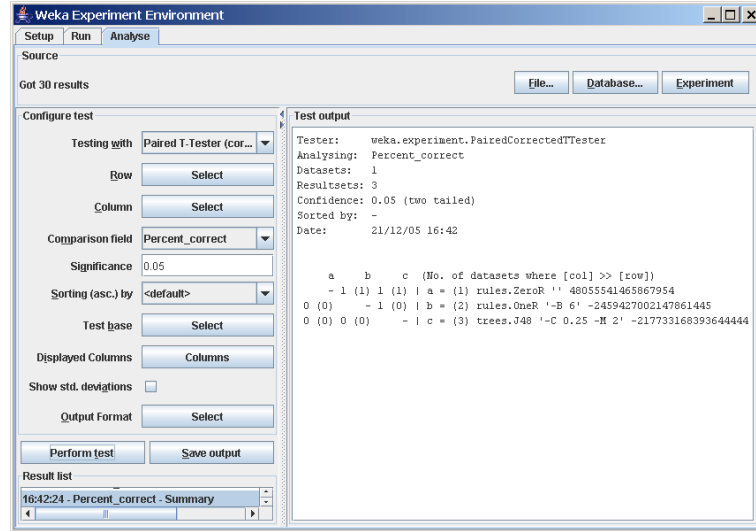 Weka Experiment Environment
Setup Run Analyse
Source
Got 30 results
File... Database... Experiment
Configure test
Testing with Paired T-Tester (cor...
Row Select
Column Select
Comparison field Percent_correct
Significance 0.05
Sorting (asc.) by <default>
Test base Select
Displayed Columns Columns
Show std. deviations
Output Format Select
Perform test Save output
Result list
16:42:24 - Percent_correct - Summary
Test output
Tester: weka.experiment.PairedCorrectedTTester
Analysing: Percent_correct
Datasets: 1
Resultsets: 3
Confidence: 0.05 (two tailed)
Sorted by: -
Date: 21/12/05 16:42
a b c (No. of datasets where [col] >> [row])
- 1 (1) 1 (1) | a = (1) rules.ZeroR '' 48055541465867954
0 (0) - 1 (0) | b = (2) rules.OneR '-B 6' -2459427002147861445
0 (0) 0 (0) - | c = (3) trees.J48 '-C 0.25 -M 2' -217733168393644444